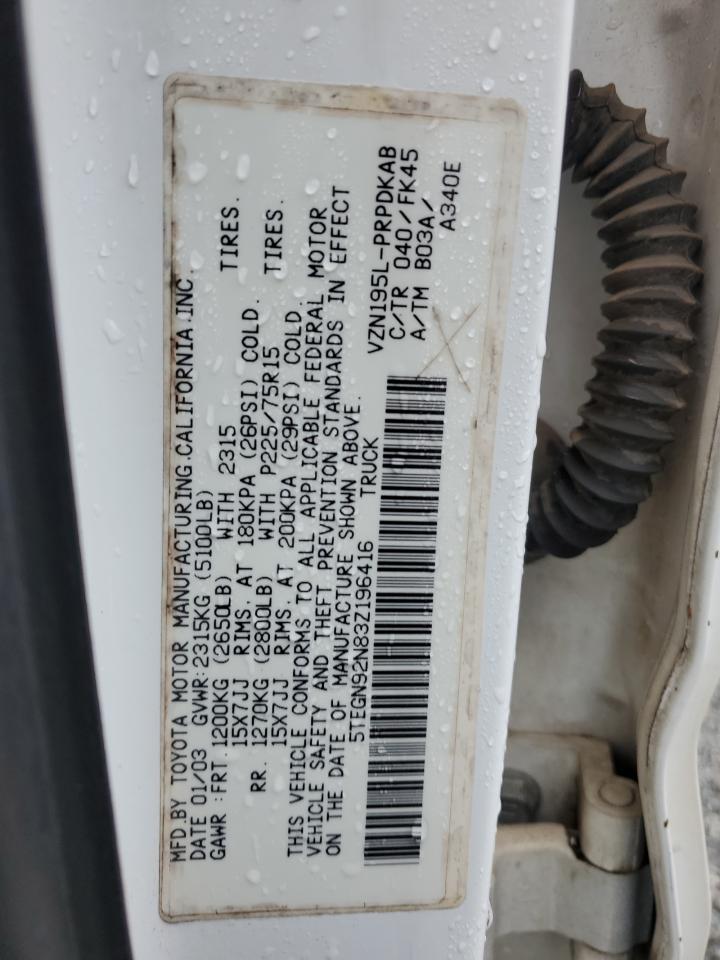 MFD.BY TOYOTA MOTOR MANUFACTURING.CALIFORNIA.INC.
DATE 01/03 GVWR:2315KG (5100LB)
GAWR :FRT.1200KG (2650LB) WITH 2315 TIRES.
15X7JJ RIMS. AT 180KPA (26PSI) COLD.
RR. 1270KG (2800LB) WITH P225/75R15 TIRES.
15X7JJ RIMS. AT 200KPA (29PSI) COLD.
THIS VEHICLE CONFORMS TO ALL APPLICABLE FEDERAL MOTOR
VEHICLE SAFETY AND THEFT PREVENTION STANDARDS IN EFFECT
ON THE DATE OF MANUFACTURE SHOWN ABOVE.
5TEGN92N83Z196416 TRUCK
VZN195L-PRPDKAB
C/TR 040/FK45
A/TM B03A/
A340E